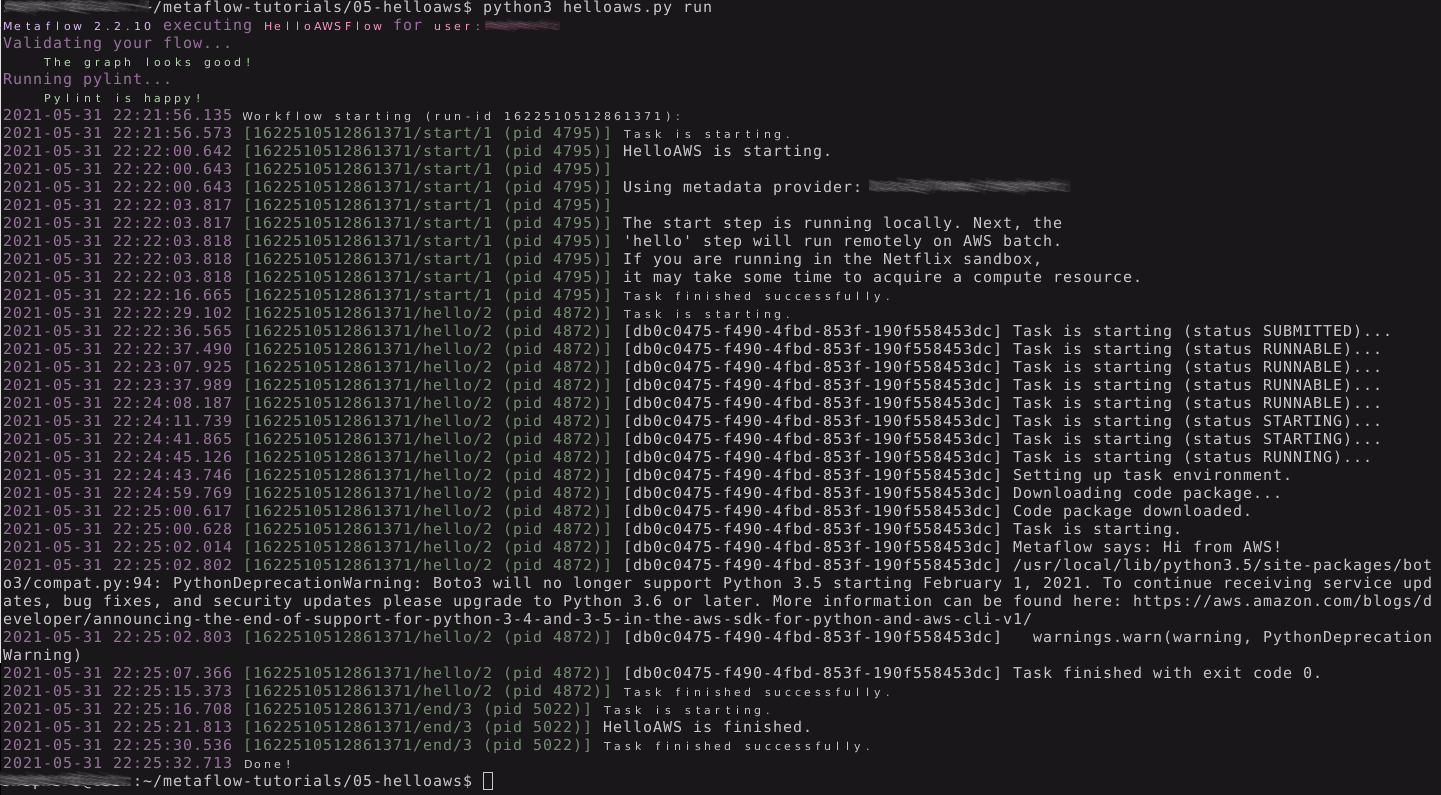 ~/metaflow-tutorials/05-helloaws$ python3 helloaws.py run
Metaflow 2.2.10 executing HelloAWSFlow for user:
Validating your flow...
    The graph looks good!
Running pylint...
    Pylint is happy!
2021-05-31 22:21:56.135 Workflow starting (run-id 1622510512861371):
2021-05-31 22:21:56.573 [1622510512861371/start/1 (pid 4795)] Task is starting.
2021-05-31 22:22:00.642 [1622510512861371/start/1 (pid 4795)] HelloAWS is starting.
2021-05-31 22:22:00.643 [1622510512861371/start/1 (pid 4795)]
2021-05-31 22:22:00.643 [1622510512861371/start/1 (pid 4795)] Using metadata provider:
2021-05-31 22:22:03.817 [1622510512861371/start/1 (pid 4795)]
2021-05-31 22:22:03.817 [1622510512861371/start/1 (pid 4795)] The start step is running locally. Next, the
2021-05-31 22:22:03.818 [1622510512861371/start/1 (pid 4795)] 'hello' step will run remotely on AWS batch.
2021-05-31 22:22:03.818 [1622510512861371/start/1 (pid 4795)] If you are running in the Netflix sandbox,
2021-05-31 22:22:03.818 [1622510512861371/start/1 (pid 4795)] it may take some time to acquire a compute resource.
2021-05-31 22:22:16.665 [1622510512861371/start/1 (pid 4795)] Task finished successfully.
2021-05-31 22:22:29.102 [1622510512861371/hello/2 (pid 4872)] Task is starting.
2021-05-31 22:22:36.565 [1622510512861371/hello/2 (pid 4872)] [db0c0475-f490-4fbd-853f-190f558453dc] Task is starting (status SUBMITTED)...
2021-05-31 22:22:37.490 [1622510512861371/hello/2 (pid 4872)] [db0c0475-f490-4fbd-853f-190f558453dc] Task is starting (status RUNNABLE)...
2021-05-31 22:23:07.925 [1622510512861371/hello/2 (pid 4872)] [db0c0475-f490-4fbd-853f-190f558453dc] Task is starting (status RUNNABLE)...
2021-05-31 22:23:37.989 [1622510512861371/hello/2 (pid 4872)] [db0c0475-f490-4fbd-853f-190f558453dc] Task is starting (status RUNNABLE)...
2021-05-31 22:24:08.187 [1622510512861371/hello/2 (pid 4872)] [db0c0475-f490-4fbd-853f-190f558453dc] Task is starting (status RUNNABLE)...
2021-05-31 22:24:11.739 [1622510512861371/hello/2 (pid 4872)] [db0c0475-f490-4fbd-853f-190f558453dc] Task is starting (status STARTING)...
2021-05-31 22:24:41.865 [1622510512861371/hello/2 (pid 4872)] [db0c0475-f490-4fbd-853f-190f558453dc] Task is starting (status STARTING)...
2021-05-31 22:24:45.126 [1622510512861371/hello/2 (pid 4872)] [db0c0475-f490-4fbd-853f-190f558453dc] Task is starting (status RUNNING)...
2021-05-31 22:24:43.746 [1622510512861371/hello/2 (pid 4872)] [db0c0475-f490-4fbd-853f-190f558453dc] Setting up task environment.
2021-05-31 22:24:59.769 [1622510512861371/hello/2 (pid 4872)] [db0c0475-f490-4fbd-853f-190f558453dc] Downloading code package...
2021-05-31 22:25:00.617 [1622510512861371/hello/2 (pid 4872)] [db0c0475-f490-4fbd-853f-190f558453dc] Code package downloaded.
2021-05-31 22:25:00.628 [1622510512861371/hello/2 (pid 4872)] [db0c0475-f490-4fbd-853f-190f558453dc] Task is starting.
2021-05-31 22:25:02.014 [1622510512861371/hello/2 (pid 4872)] [db0c0475-f490-4fbd-853f-190f558453dc] Metaflow says: Hi from AWS!
2021-05-31 22:25:02.802 [1622510512861371/hello/2 (pid 4872)] [db0c0475-f490-4fbd-853f-190f558453dc] /usr/local/lib/python3.5/site-packages/bot
o3/compat.py:94: PythonDeprecationWarning: Boto3 will no longer support Python 3.5 starting February 1, 2021. To continue receiving service upd
ates, bug fixes, and security updates please upgrade to Python 3.6 or later. More information can be found here: https://aws.amazon.com/blogs/d
eveloper/announcing-the-end-of-support-for-python-3-4-and-3-5-in-the-aws-sdk-for-python-and-aws-cli-v1/
2021-05-31 22:25:02.803 [1622510512861371/hello/2 (pid 4872)] [db0c0475-f490-4fbd-853f-190f558453dc]   warnings.warn(warning, PythonDeprecation
Warning)
2021-05-31 22:25:07.366 [1622510512861371/hello/2 (pid 4872)] [db0c0475-f490-4fbd-853f-190f558453dc] Task finished with exit code 0.
2021-05-31 22:25:15.373 [1622510512861371/hello/2 (pid 4872)] Task finished successfully.
2021-05-31 22:25:16.708 [1622510512861371/end/3 (pid 5022)] Task is starting.
2021-05-31 22:25:21.813 [1622510512861371/end/3 (pid 5022)] HelloAWS is finished.
2021-05-31 22:25:30.536 [1622510512861371/end/3 (pid 5022)] Task finished successfully.
2021-05-31 22:25:32.713 Done!
:~/metaflow-tutorials/05-helloaws$